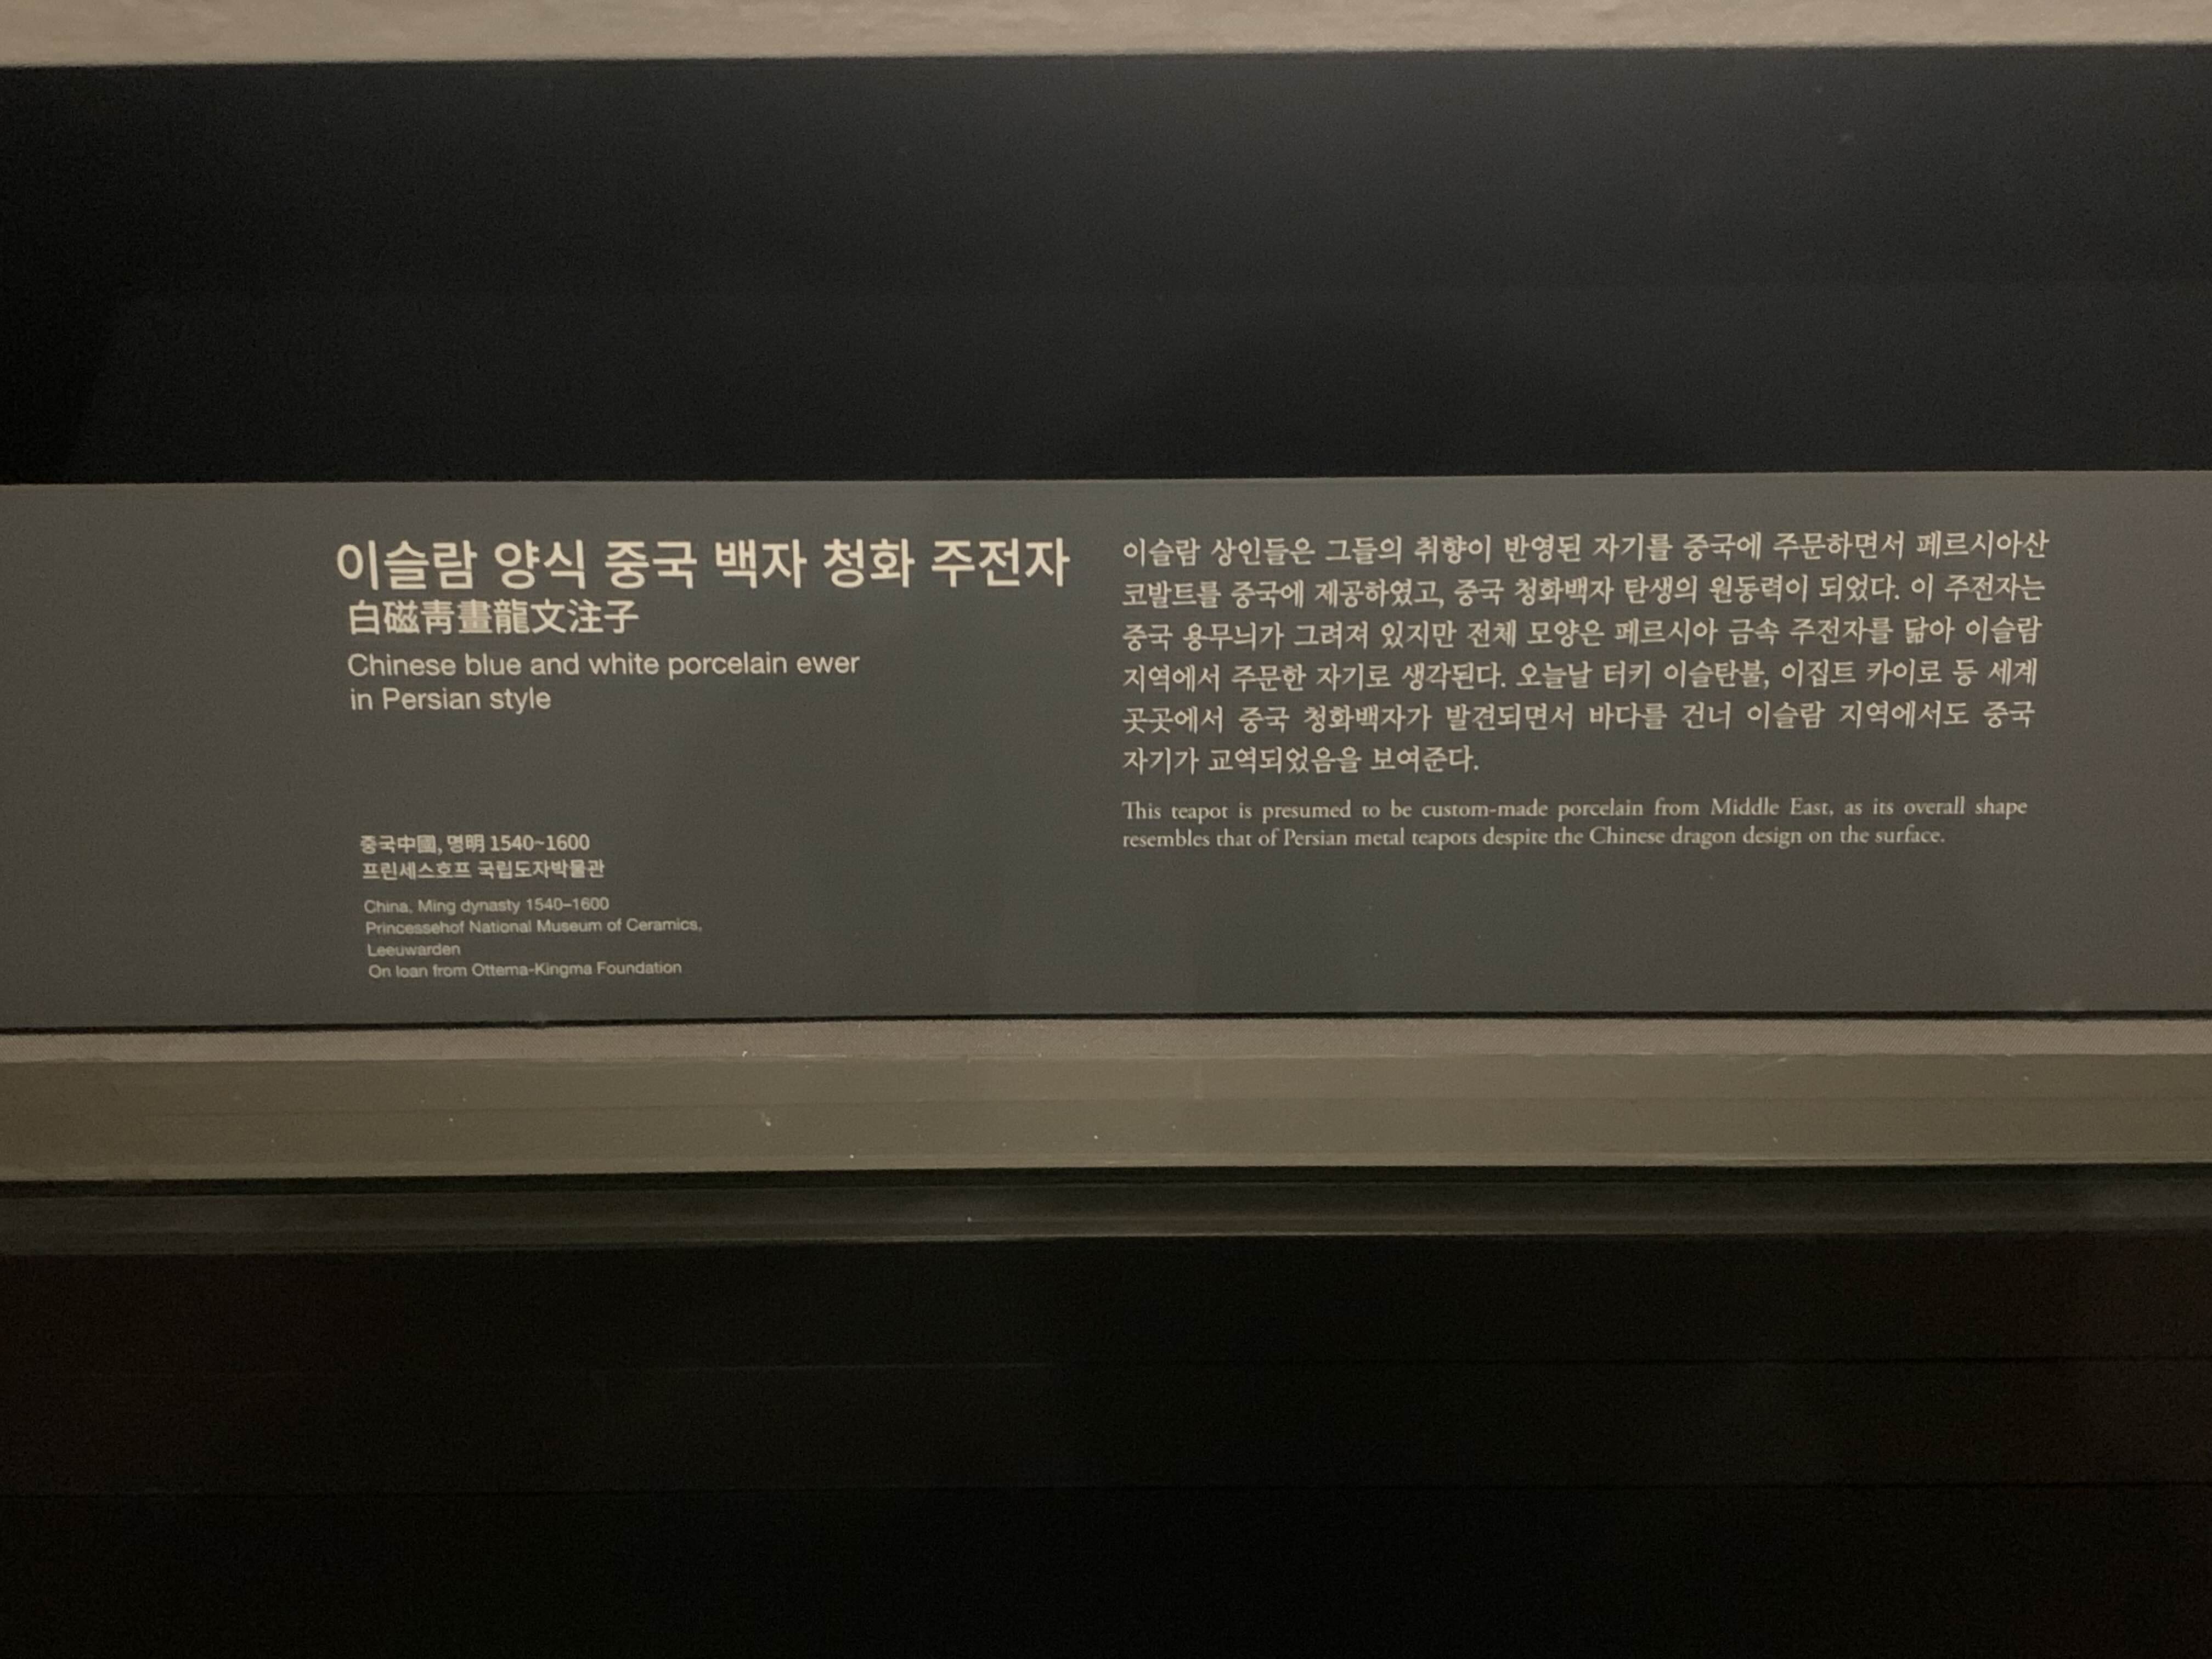 이슬람 양식 중국 백자 청화 주전자
白磁靑畫龍文注子
Chinese blue and white porcelain ewer
in Persian style
중국中國, 명明 1540~1600
프린세스호프 국립도자박물관
China, Ming dynasty 1540–1600
Princessehof National Museum of Ceramics,
Leeuwarden
On loan from Ottema-Kingma Foundation
이슬람 상인들은 그들의 취향이 반영된 자기를 중국에 주문하면서 페르시아산
코발트를 중국에 제공하였고, 중국 청화백자 탄생의 원동력이 되었다. 이 주전자는
중국 용무늬가 그려져 있지만 전체 모양은 페르시아 금속 주전자를 닮아 이슬람
지역에서 주문한 자기로 생각된다. 오늘날 터키 이슬탄불, 이집트 카이로 등 세계
곳곳에서 중국 청화백자가 발견되면서 바다를 건너 이슬람 지역에서도 중국
자기가 교역되었음을 보여준다.
This teapot is presumed to be custom-made porcelain from Middle East, as its overall shape
resembles that of Persian metal teapots despite the Chinese dragon design on the surface.